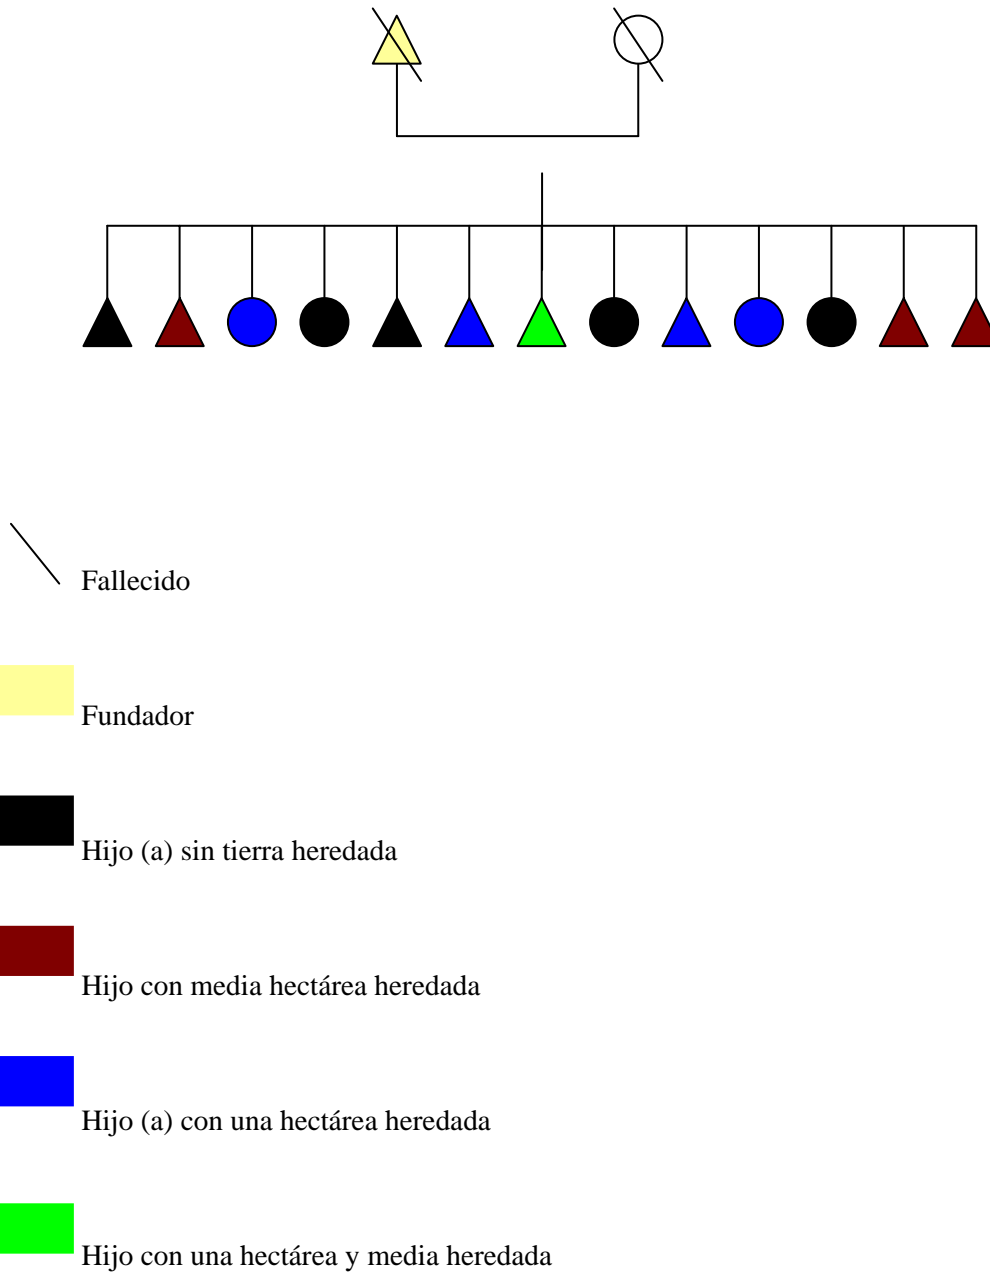 Fallecido
Fundador
Hijo (a) sin tierra heredada
Hijo con media hectárea heredada
Hijo (a) con una hectárea heredada
Hijo con una hectárea y media heredada